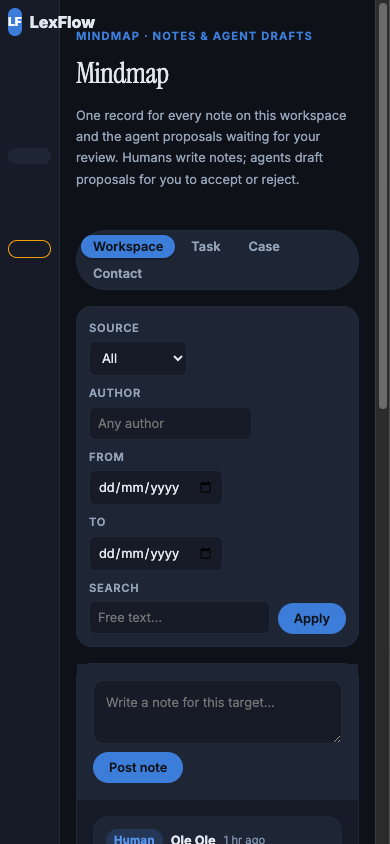 LF LexFlow
MINDMAP · NOTES & AGENT DRAFTS
Mindmap
One record for every note on this workspace
and the agent proposals waiting for your
review. Humans write notes; agents draft
proposals for you to accept or reject.
Workspace Task Case
Contact
SOURCE
All
AUTHOR
Any author
FROM
dd/mm/yyyy
TO
dd/mm/yyyy
SEARCH
Free text...
Apply
Write a note for this target...
Post note
Human Ole Ole 1 hr ago